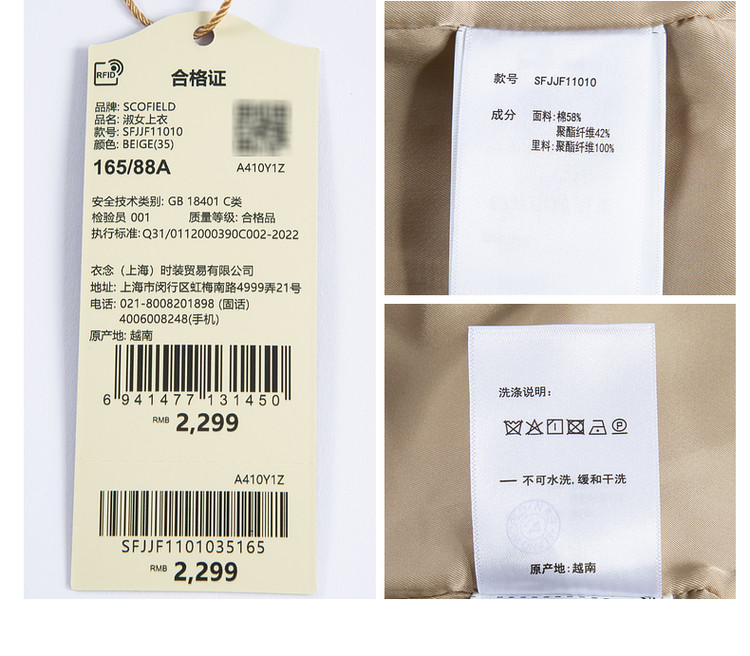 RFID
合格证
品牌: SCOFIELD
品名: 淑女上衣
款号: SFJJF11010
颜色: BEIGE(35)
165/88A
A410Y1Z
安全技术类别: GB 18401 C类
检验员 001 质量等级: 合格品
执行标准: Q31/0112000390C002-2022
衣念（上海）时装贸易有限公司
地址: 上海市闵行区虹梅南路4999弄21号
电话: 021-8008201898 (固话)
4006008248(手机)
原产地: 越南
6 941477 131450
RMB 2,299
A410Y1Z
SFJJF1101035165
RMB 2,299
款号 SFJJF11010
成分 面料:棉58%
聚酯纤维42%
里料:聚酯纤维100%
洗涤说明:
P
— 不可水洗,缓和干洗
原产地:越南